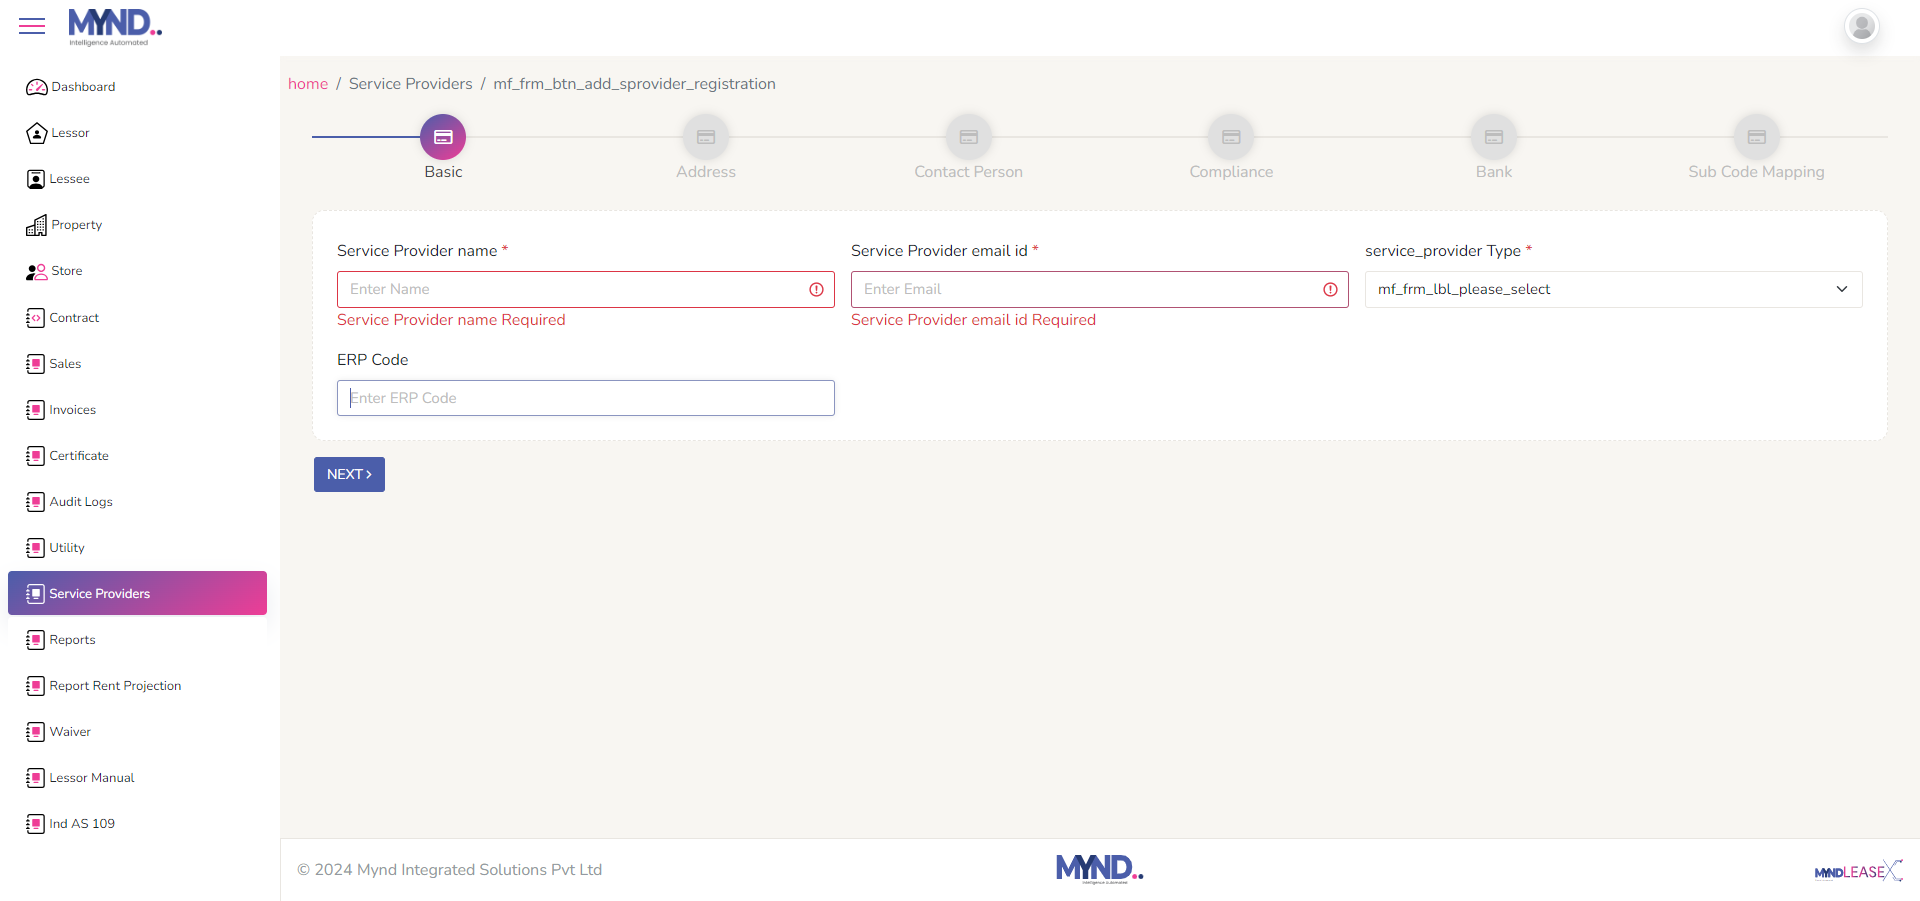 MYND..
Intelligence Automated
Dashboard
Lessor
Lessee
Property
Store
Contract
Sales
Invoices
Certificate
Audit Logs
Utility
Service Providers
Reports
Report Rent Projection
Waiver
Lessor Manual
Ind AS 109
home / Service Providers / mf_frm_btn_add_sprovider_registration
Basic
Address
Contact Person
Compliance
Bank
Sub Code Mapping
Service Provider name *
Enter Name
Service Provider name Required
Service Provider email id *
Enter Email
Service Provider email id Required
service_provider Type *
mf_frm_lbl_please_select
ERP Code
Enter ERP Code
NEXT >
© 2024 Mynd Integrated Solutions Pvt Ltd
MYND..
Intelligence Automated
MYND LEASE X